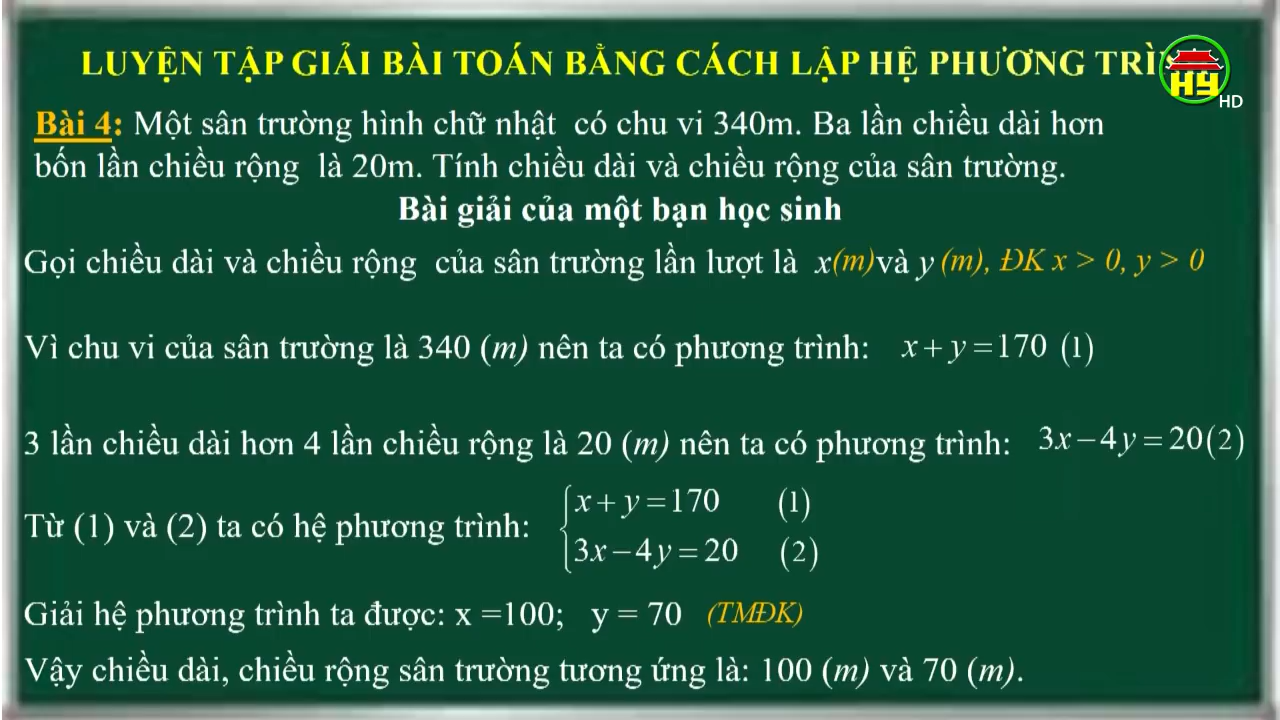 LUYỆN TẬP GIẢI BÀI TOÁN BẰNG CÁCH LẬP HỆ PHƯƠNG
HY
HD
Bài 4: Một sân trường hình chữ nhật có chu vi 340m. Ba lần chiều dài hơn
bốn lần chiều rộng là 20m. Tính chiều dài và chiều rộng của sân trường.
Bài giải của một bạn học sinh
Gọi chiều dài và chiều rộng của sân trường lần lượt là x(m)và y (m), ĐK x > 0, y > 0
Vì chu vi của sân trường là 340 (m) nên ta có phương trình: x + y = 170 (1)
3 lần chiều dài hơn 4 lần chiều rộng là 20 (m) nên ta có phương trình: 3x − 4y = 20(2)
Từ (1) và (2) ta có hệ phương trình:
x + y = 170 (1)
3x − 4y = 20 (2)
Giải hệ phương trình ta được: x =100; y = 70 (TMĐK)
Vậy chiều dài, chiều rộng sân trường tương ứng là: 100 (m) và 70 (m).